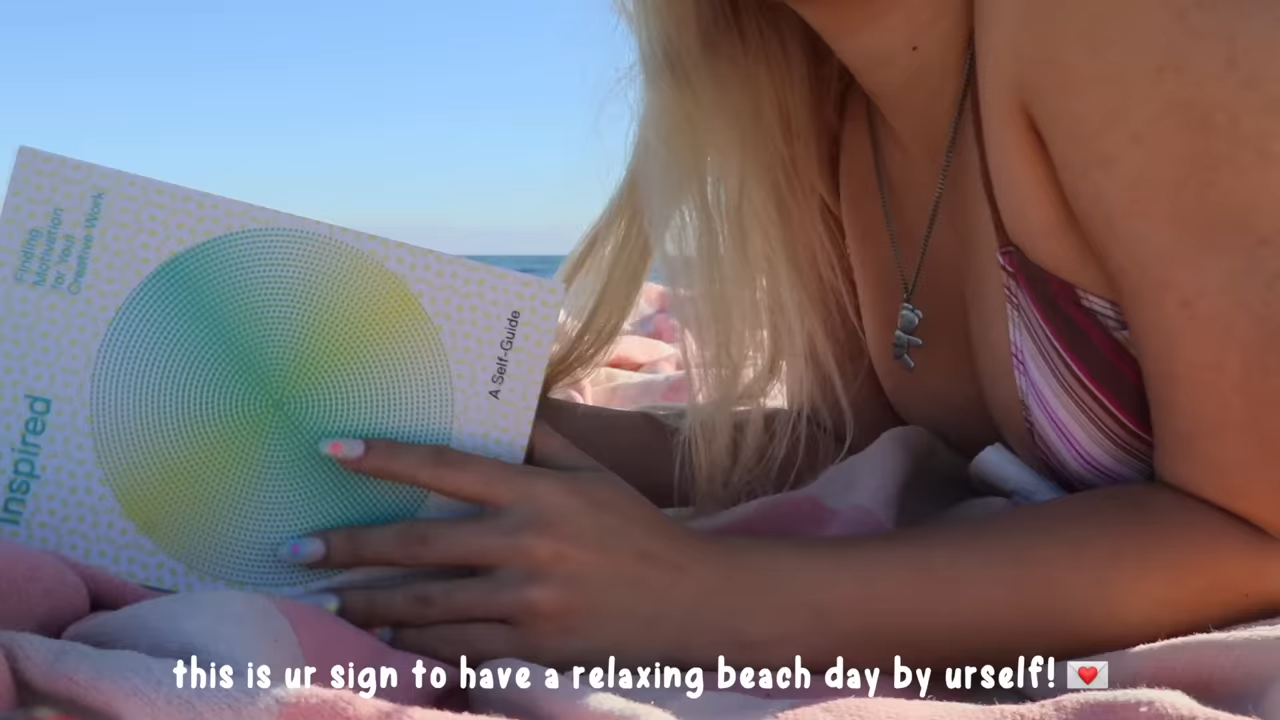 Finding
Motivation
for Your
Creative Work
Inspired
A Self-Guide
this is ur sign to have a relaxing beach day by urself! 💌